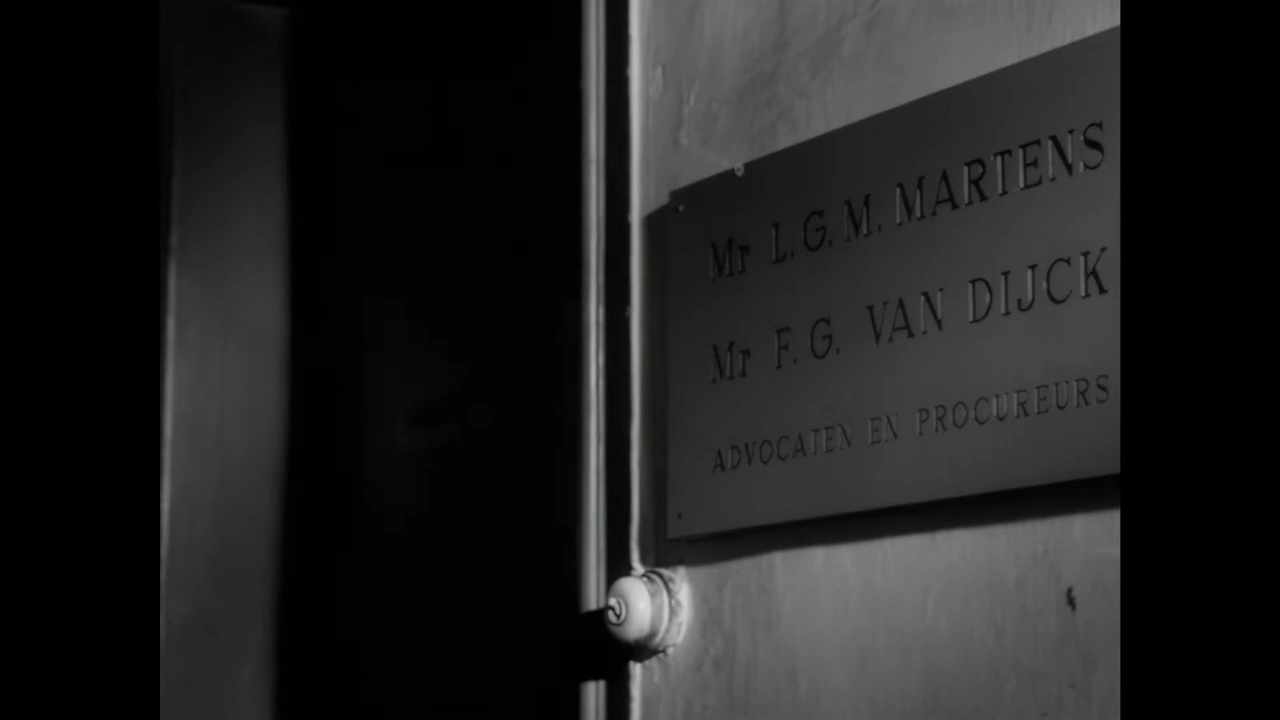 Mr L.G.M. MARTENS
Mr F.G. VAN DIJCK
ADVOCATEN EN PROCUREURS